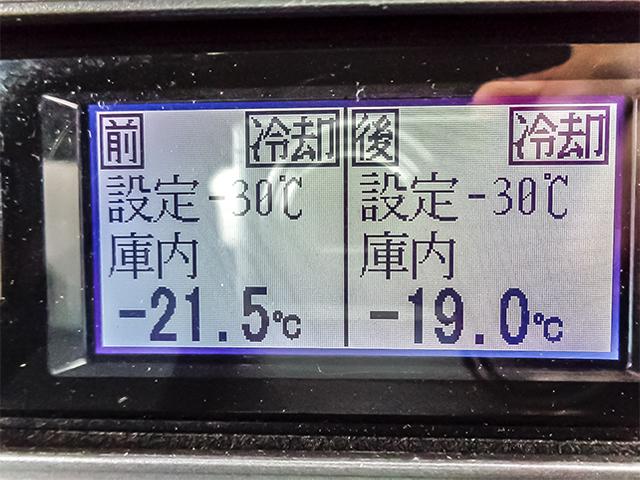 前 冷却
設定-30℃
庫内
-21.5℃
後 冷却
設定-30℃
庫内
-19.0℃